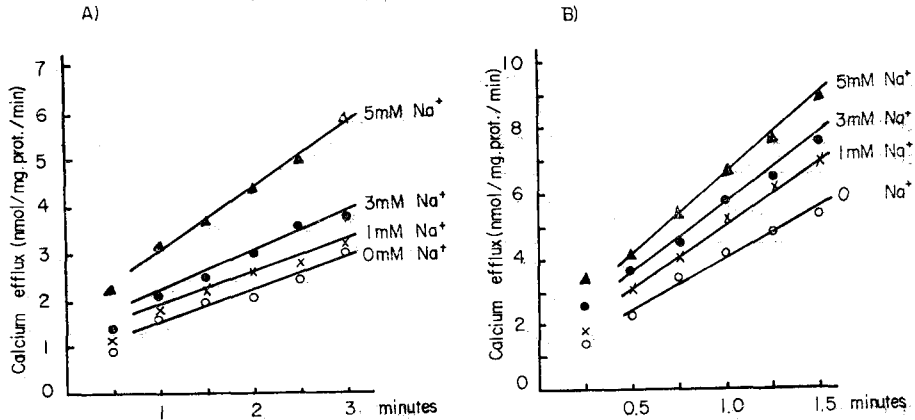 A)
Calcium efflux (nmol/mg.prot./min)
7
6
5
4
3
2
1
0
5mM Na⁺
3mM Na⁺
1mM Na⁺
0mM Na⁺
1
2
3
minutes
B)
Calcium efflux (nmol/mg.prot./min)
10
8
6
4
2
0
5mM Na⁺
3mM Na⁺
1mM Na⁺
0 Na⁺
0.5
1.0
1.5
minutes